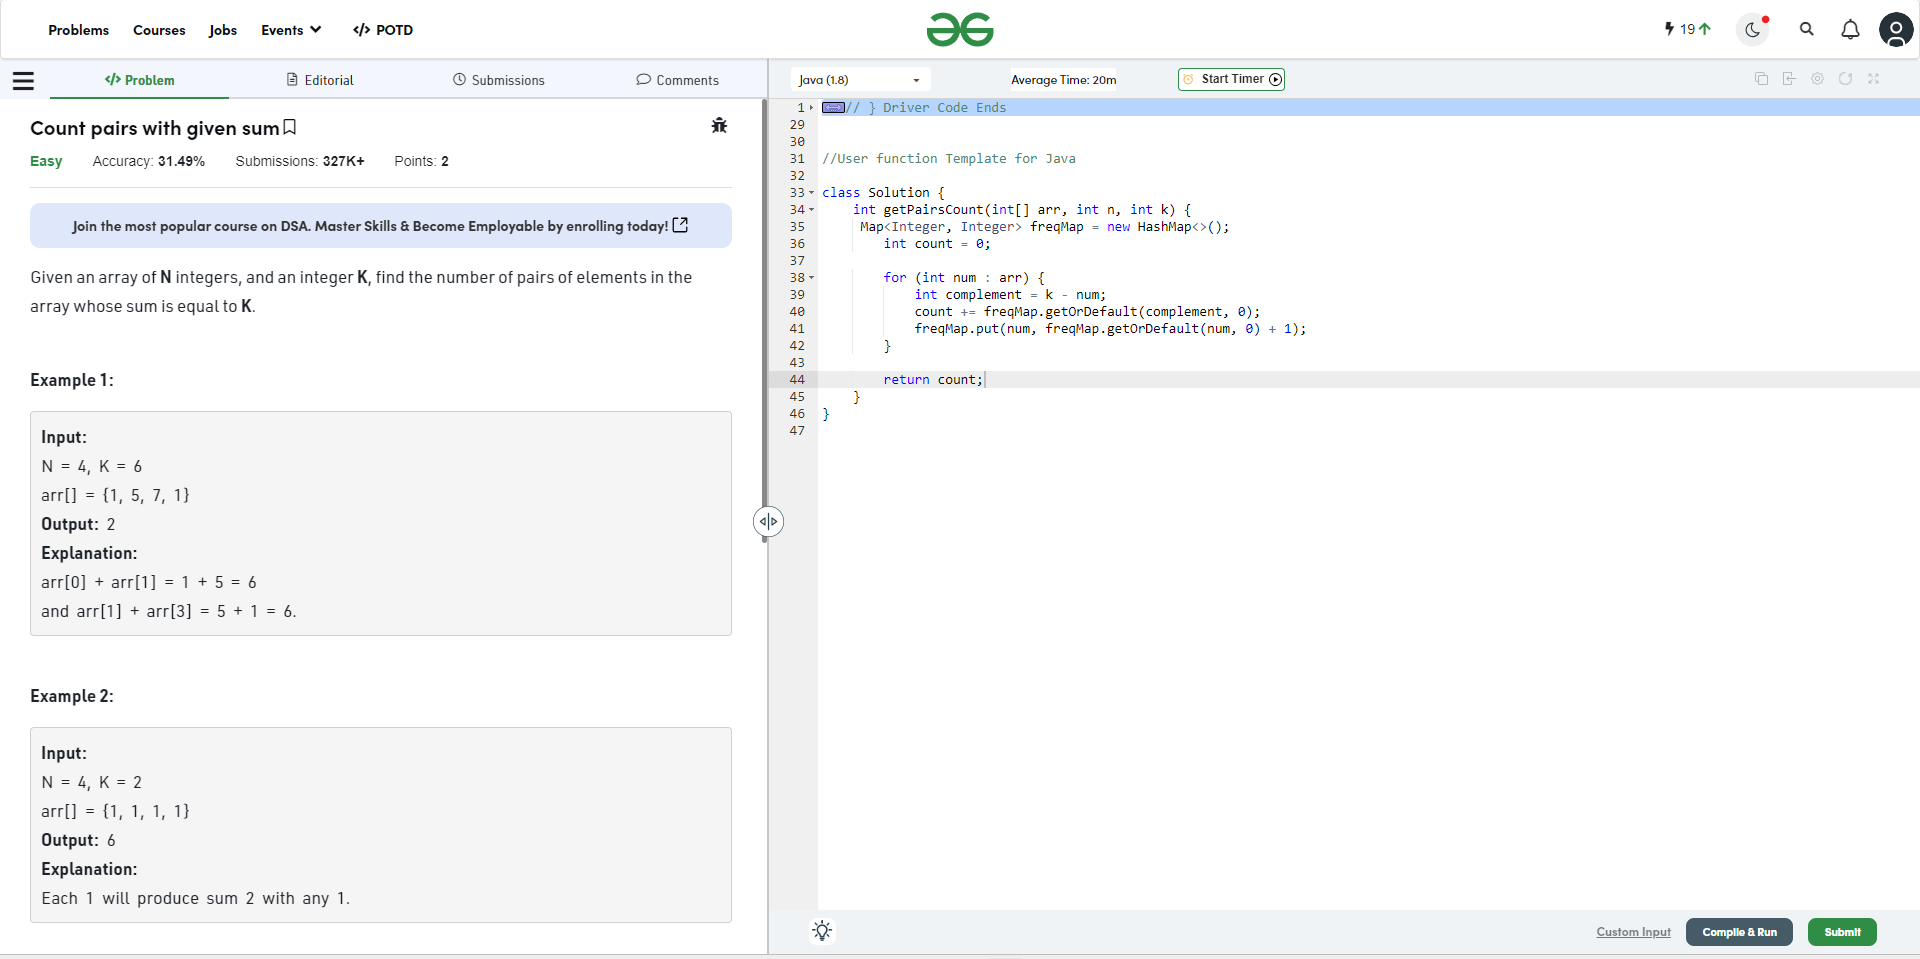 Problems Courses Jobs Events </> POTD
19
</> Problem Editorial Submissions Comments
Count pairs with given sum
Easy Accuracy: 31.49% Submissions: 327K+ Points: 2
Join the most popular course on DSA. Master Skills & Become Employable by enrolling today!
Given an array of N integers, and an integer K, find the number of pairs of elements in the
array whose sum is equal to K.
Example 1:
Input:
N = 4, K = 6
arr[] = {1, 5, 7, 1}
Output: 2
Explanation:
arr[0] + arr[1] = 1 + 5 = 6
and arr[1] + arr[3] = 5 + 1 = 6.
Example 2:
Input:
N = 4, K = 2
arr[] = {1, 1, 1, 1}
Output: 6
Explanation:
Each 1 will produce sum 2 with any 1.
Java (1.8) Average Time: 20m Start Timer
1 // } Driver Code Ends
29
30
31 //User function Template for Java
32
33 class Solution {
34     int getPairsCount(int[] arr, int n, int k) {
35      Map<Integer, Integer> freqMap = new HashMap<>();
36         int count = 0;
37
38         for (int num : arr) {
39             int complement = k - num;
40             count += freqMap.getOrDefault(complement, 0);
41             freqMap.put(num, freqMap.getOrDefault(num, 0) + 1);
42         }
43
44         return count;
45     }
46 }
47
Custom Input Compile & Run Submit